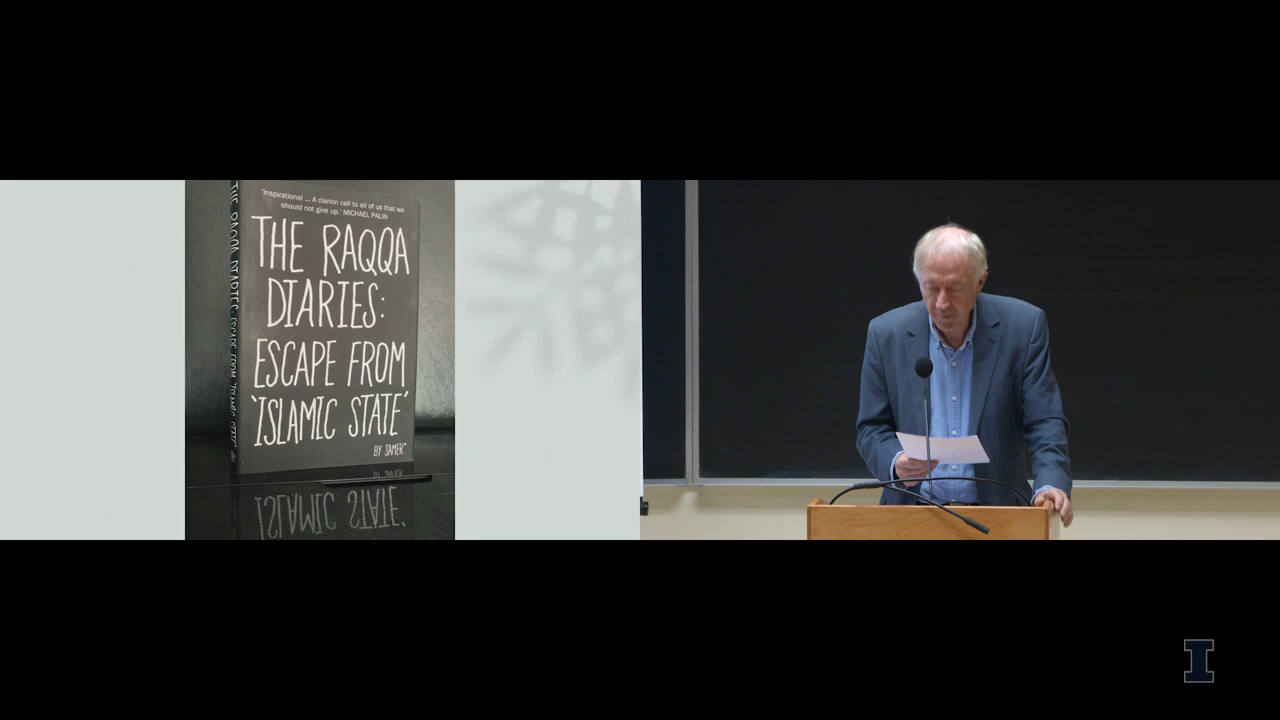 'Inspirational ... A clarion call to all of us that we
should not give up.' MICHAEL PALIN
THE RAQQA
DIARIES:
ESCAPE FROM
'ISLAMIC STATE'
BY SAMER*
THE RAQQA DIARIES: ESCAPE FROM 'ISLAMIC STATE'
I